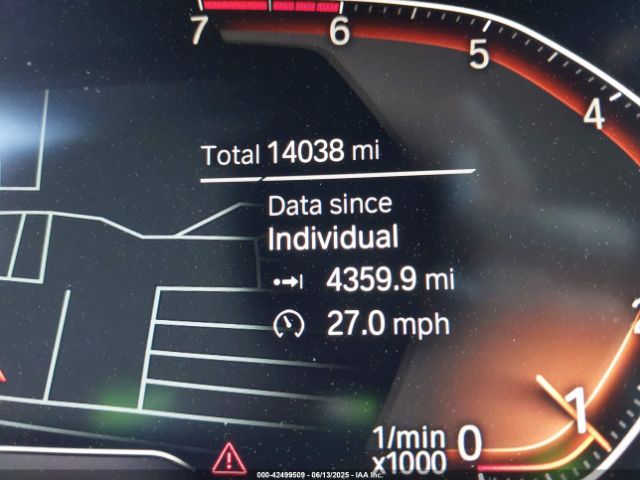 7 6 5 4
Total 14038 mi
Data since
Individual
4359.9 mi
27.0 mph
2
1
1/min 0
x1000
000-42499509 - 06/13/2025 - IAA Inc.